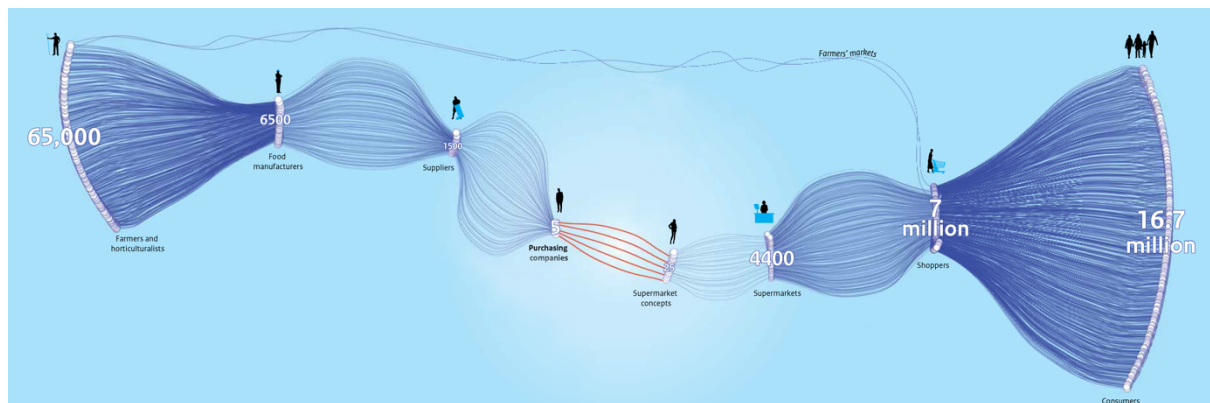 Farmers' markets
65,000
Farmers and
horticulturalists
6500
Food
manufacturers
1500
Suppliers
5
Purchasing
companies
25
Supermarket
concepts
4400
Supermarkets
7
million
Shoppers
16,7
million
Consumers